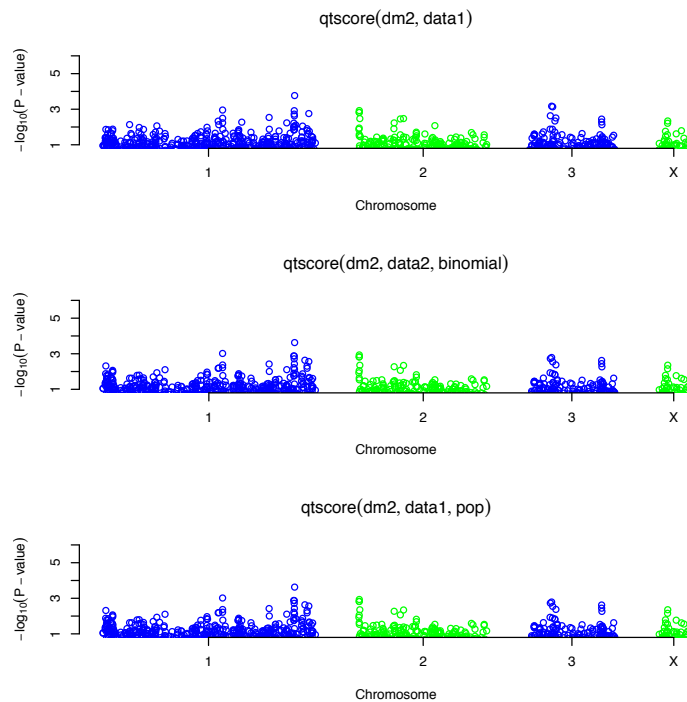 qtscore(dm2, data1)
−log₁₀(P − value)
5
3
1
1 2 3 X
Chromosome
qtscore(dm2, data2, binomial)
−log₁₀(P − value)
5
3
1
1 2 3 X
Chromosome
qtscore(dm2, data1, pop)
−log₁₀(P − value)
5
3
1
1 2 3 X
Chromosome